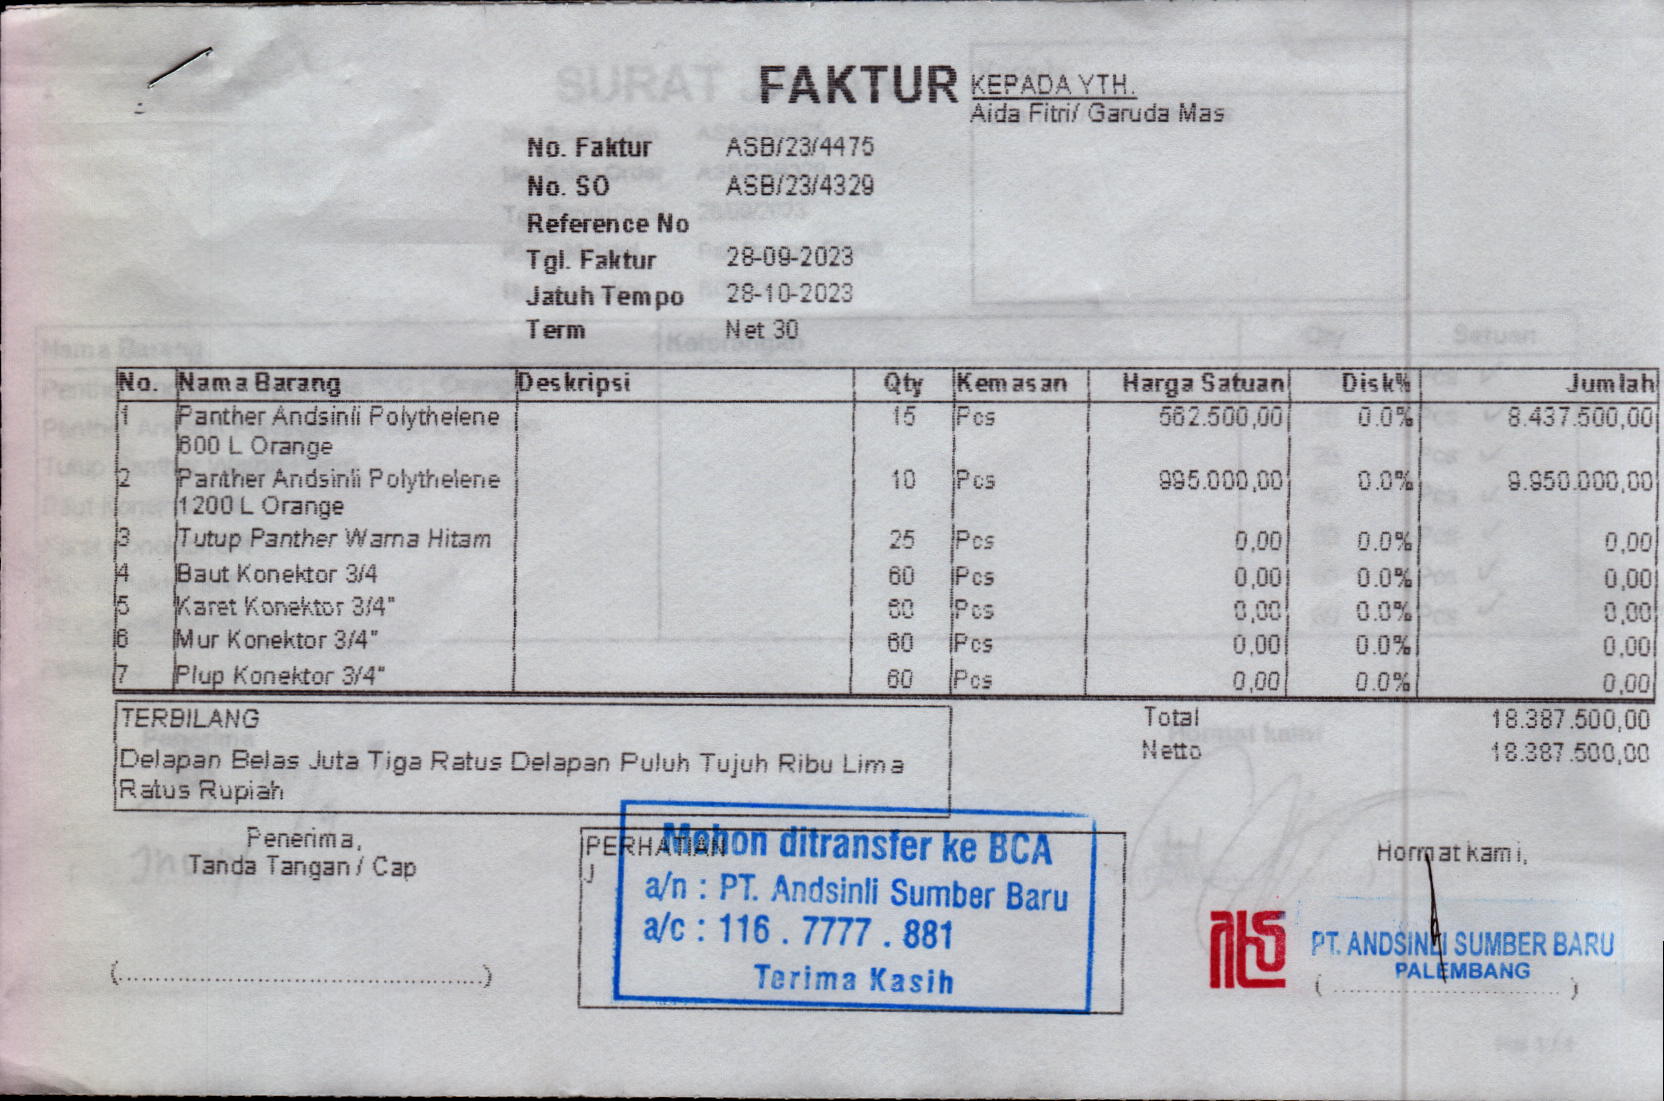 FAKTUR
KEPADA YTH.
Aida Fitri/ Garuda Mas
No. Faktur ASB/23/4475
No. SO ASB/23/4329
Reference No
Tgl. Faktur 28-09-2023
Jatuh Tempo 28-10-2023
Term Net 30
No. Nama Barang Deskripsi Qty Kemasan Harga Satuan Disk% Jumlah
1 Panther Andsinli Polythelene 15 Pcs 562.500,00 0.0% 8.437.500,00
600 L Orange
2 Panther Andsinli Polythelene 10 Pcs 995.000,00 0.0% 9.950.000,00
1200 L Orange
3 Tutup Panther Warna Hitam 25 Pcs 0,00 0.0% 0,00
4 Baut Konektor 3/4 60 Pcs 0,00 0.0% 0,00
5 Karet Konektor 3/4" 60 Pcs 0,00 0.0% 0,00
6 Mur Konektor 3/4" 60 Pcs 0,00 0.0% 0,00
7 Plup Konektor 3/4" 60 Pcs 0,00 0.0% 0,00
TERBILANG
Delapan Belas Juta Tiga Ratus Delapan Puluh Tujuh Ribu Lima
Ratus Rupiah
Total 18.387.500,00
Netto 18.387.500,00
Penerima,
Tanda Tangan / Cap
(............................................)
PERHATIAN
Mohon ditransfer ke BCA
a/n : PT. Andsinli Sumber Baru
a/c : 116 . 7777 . 881
Terima Kasih
Hormat kami,
PT. ANDSINLI SUMBER BARU
PALEMBANG
( ............................ )